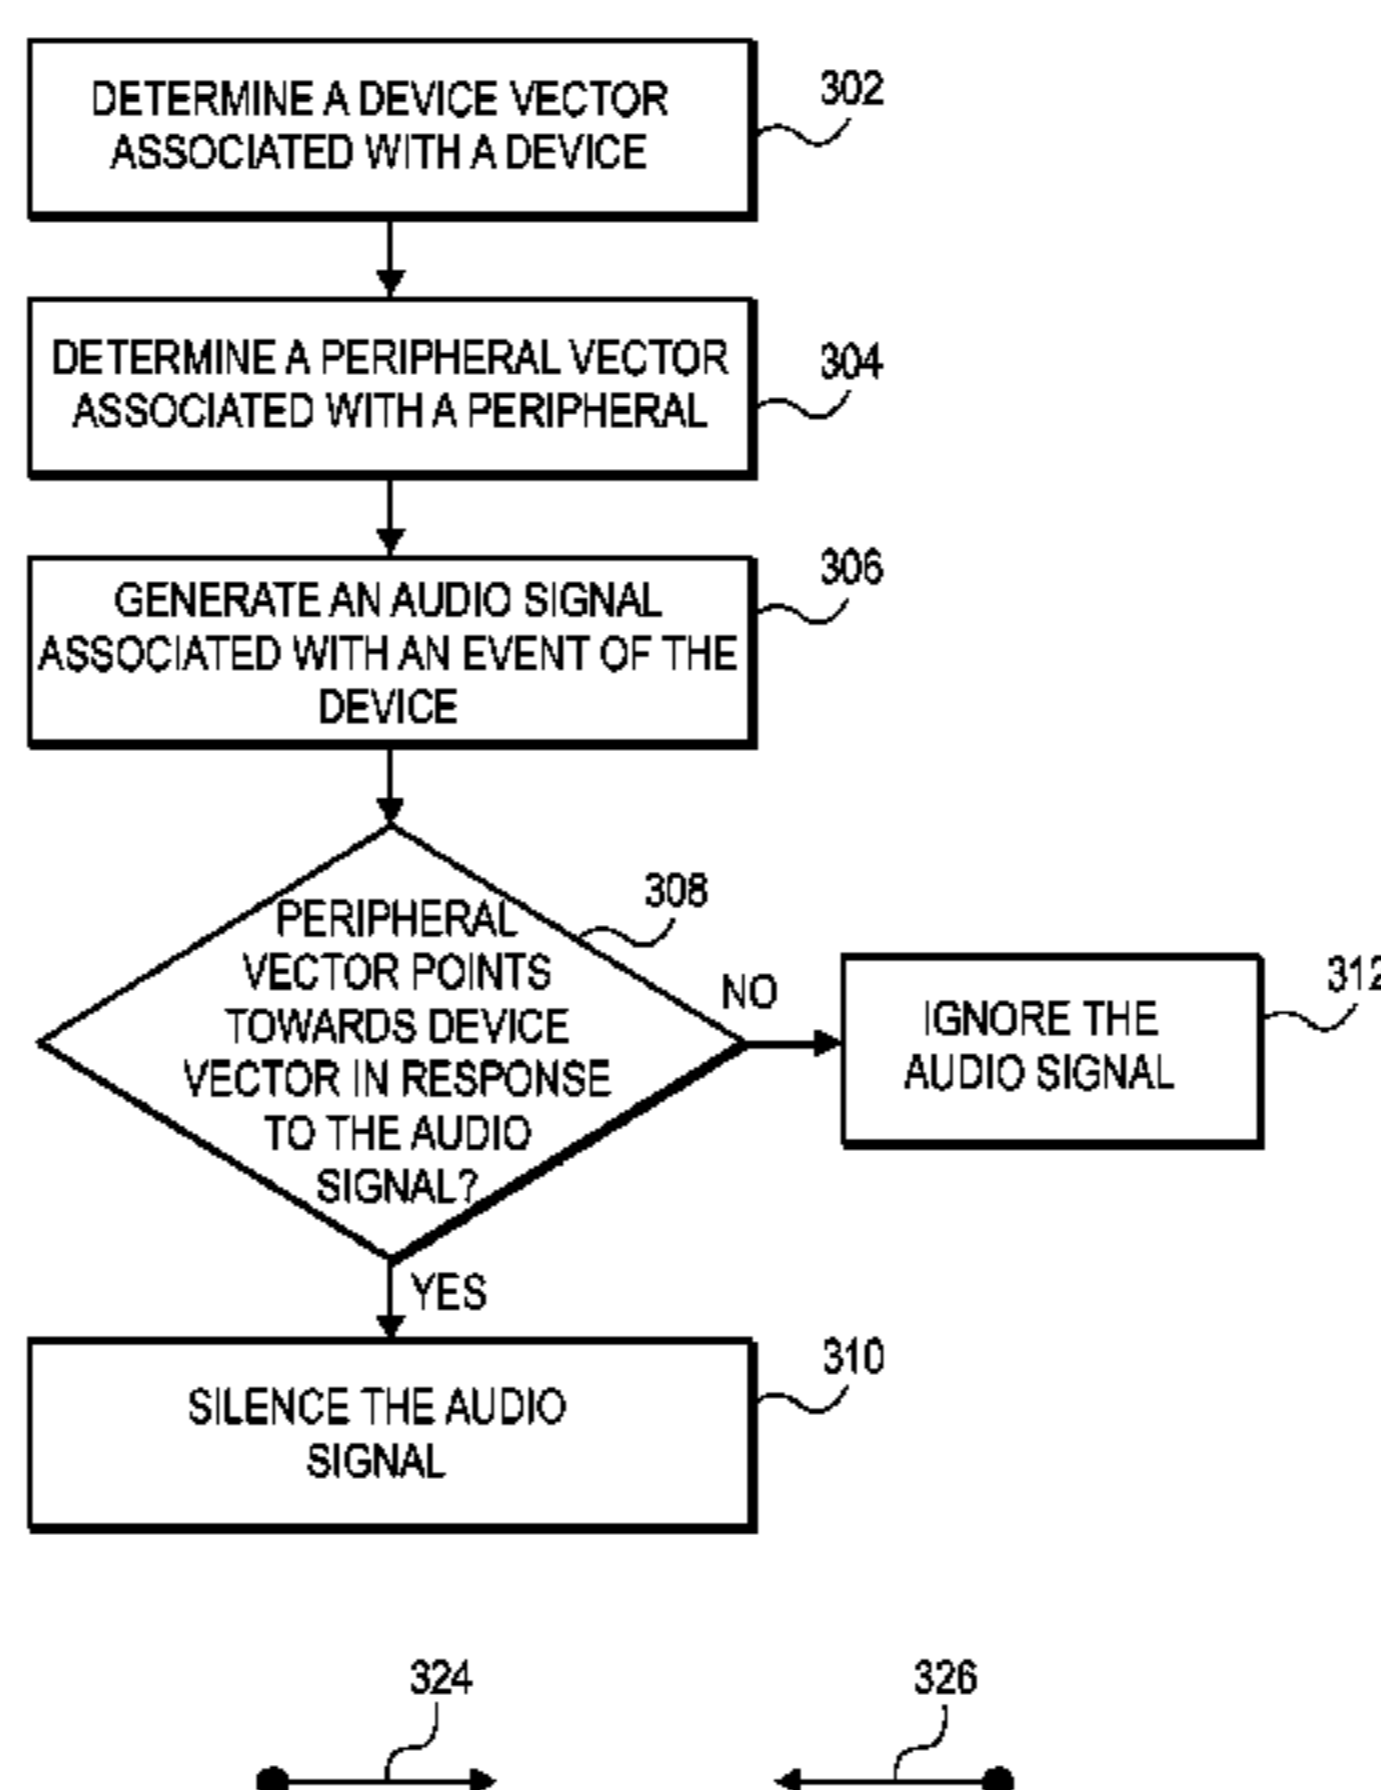 DETERMINE A DEVICE VECTOR
ASSOCIATED WITH A DEVICE
302
DETERMINE A PERIPHERAL VECTOR
ASSOCIATED WITH A PERIPHERAL
304
GENERATE AN AUDIO SIGNAL
ASSOCIATED WITH AN EVENT OF THE
DEVICE
306
PERIPHERAL
VECTOR POINTS
TOWARDS DEVICE
VECTOR IN RESPONSE
TO THE AUDIO
SIGNAL?
308
NO
IGNORE THE
AUDIO SIGNAL
312
YES
SILENCE THE AUDIO
SIGNAL
310
324
326